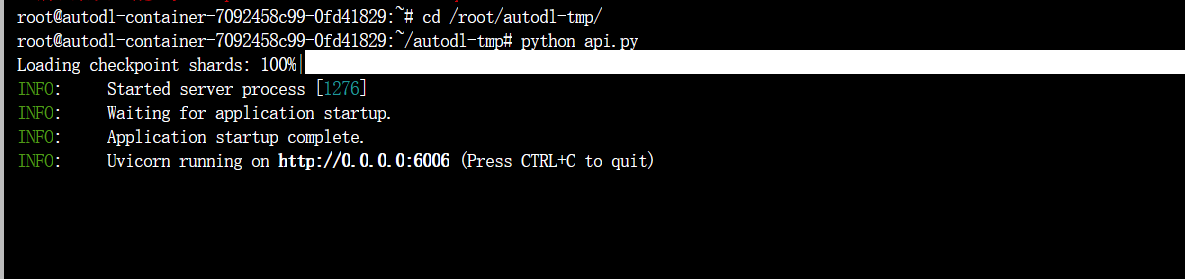 root@autodl-container-7092458c99-0fd41829:~# cd /root/autodl-tmp/
root@autodl-container-7092458c99-0fd41829:~/autodl-tmp# python api.py
Loading checkpoint shards: 100%|
INFO:     Started server process [1276]
INFO:     Waiting for application startup.
INFO:     Application startup complete.
INFO:     Uvicorn running on http://0.0.0.0:6006 (Press CTRL+C to quit)